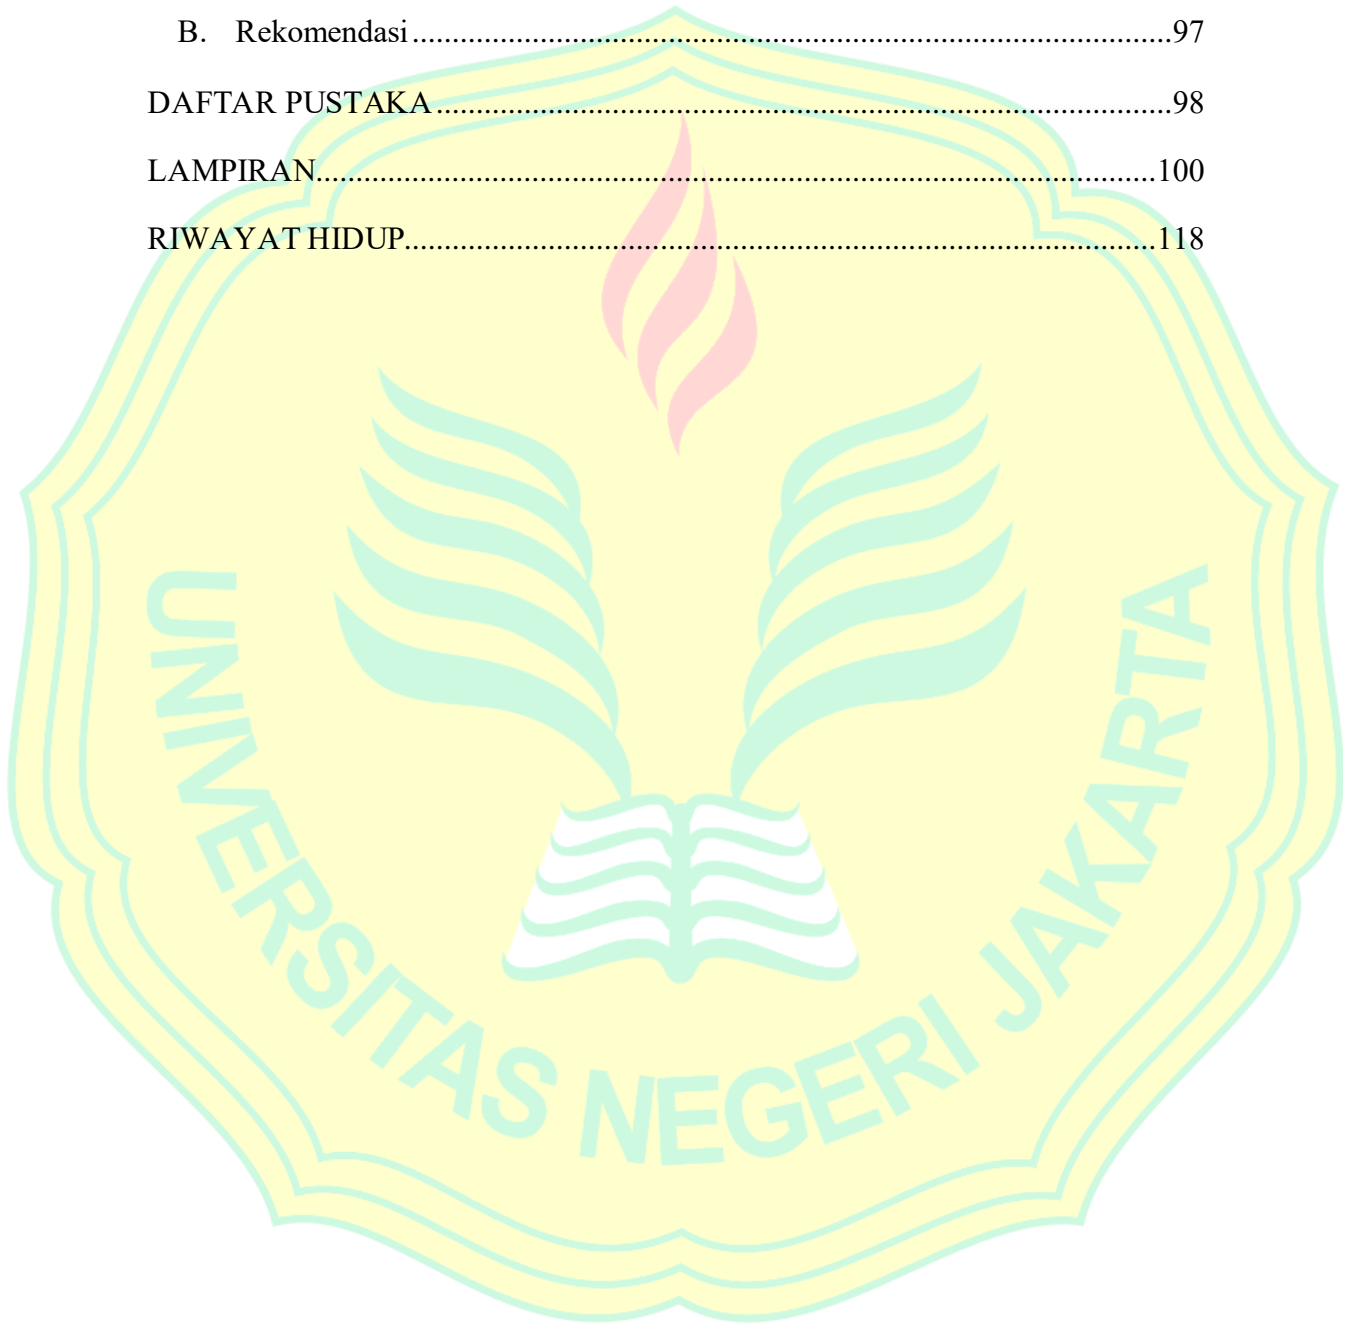 B. Rekomendasi...............................................................................................97
DAFTAR PUSTAKA............................................................................................98
LAMPIRAN.........................................................................................................100
RIWAYAT HIDUP..............................................................................................118
UNIVERSITAS NEGERI JAKARTA